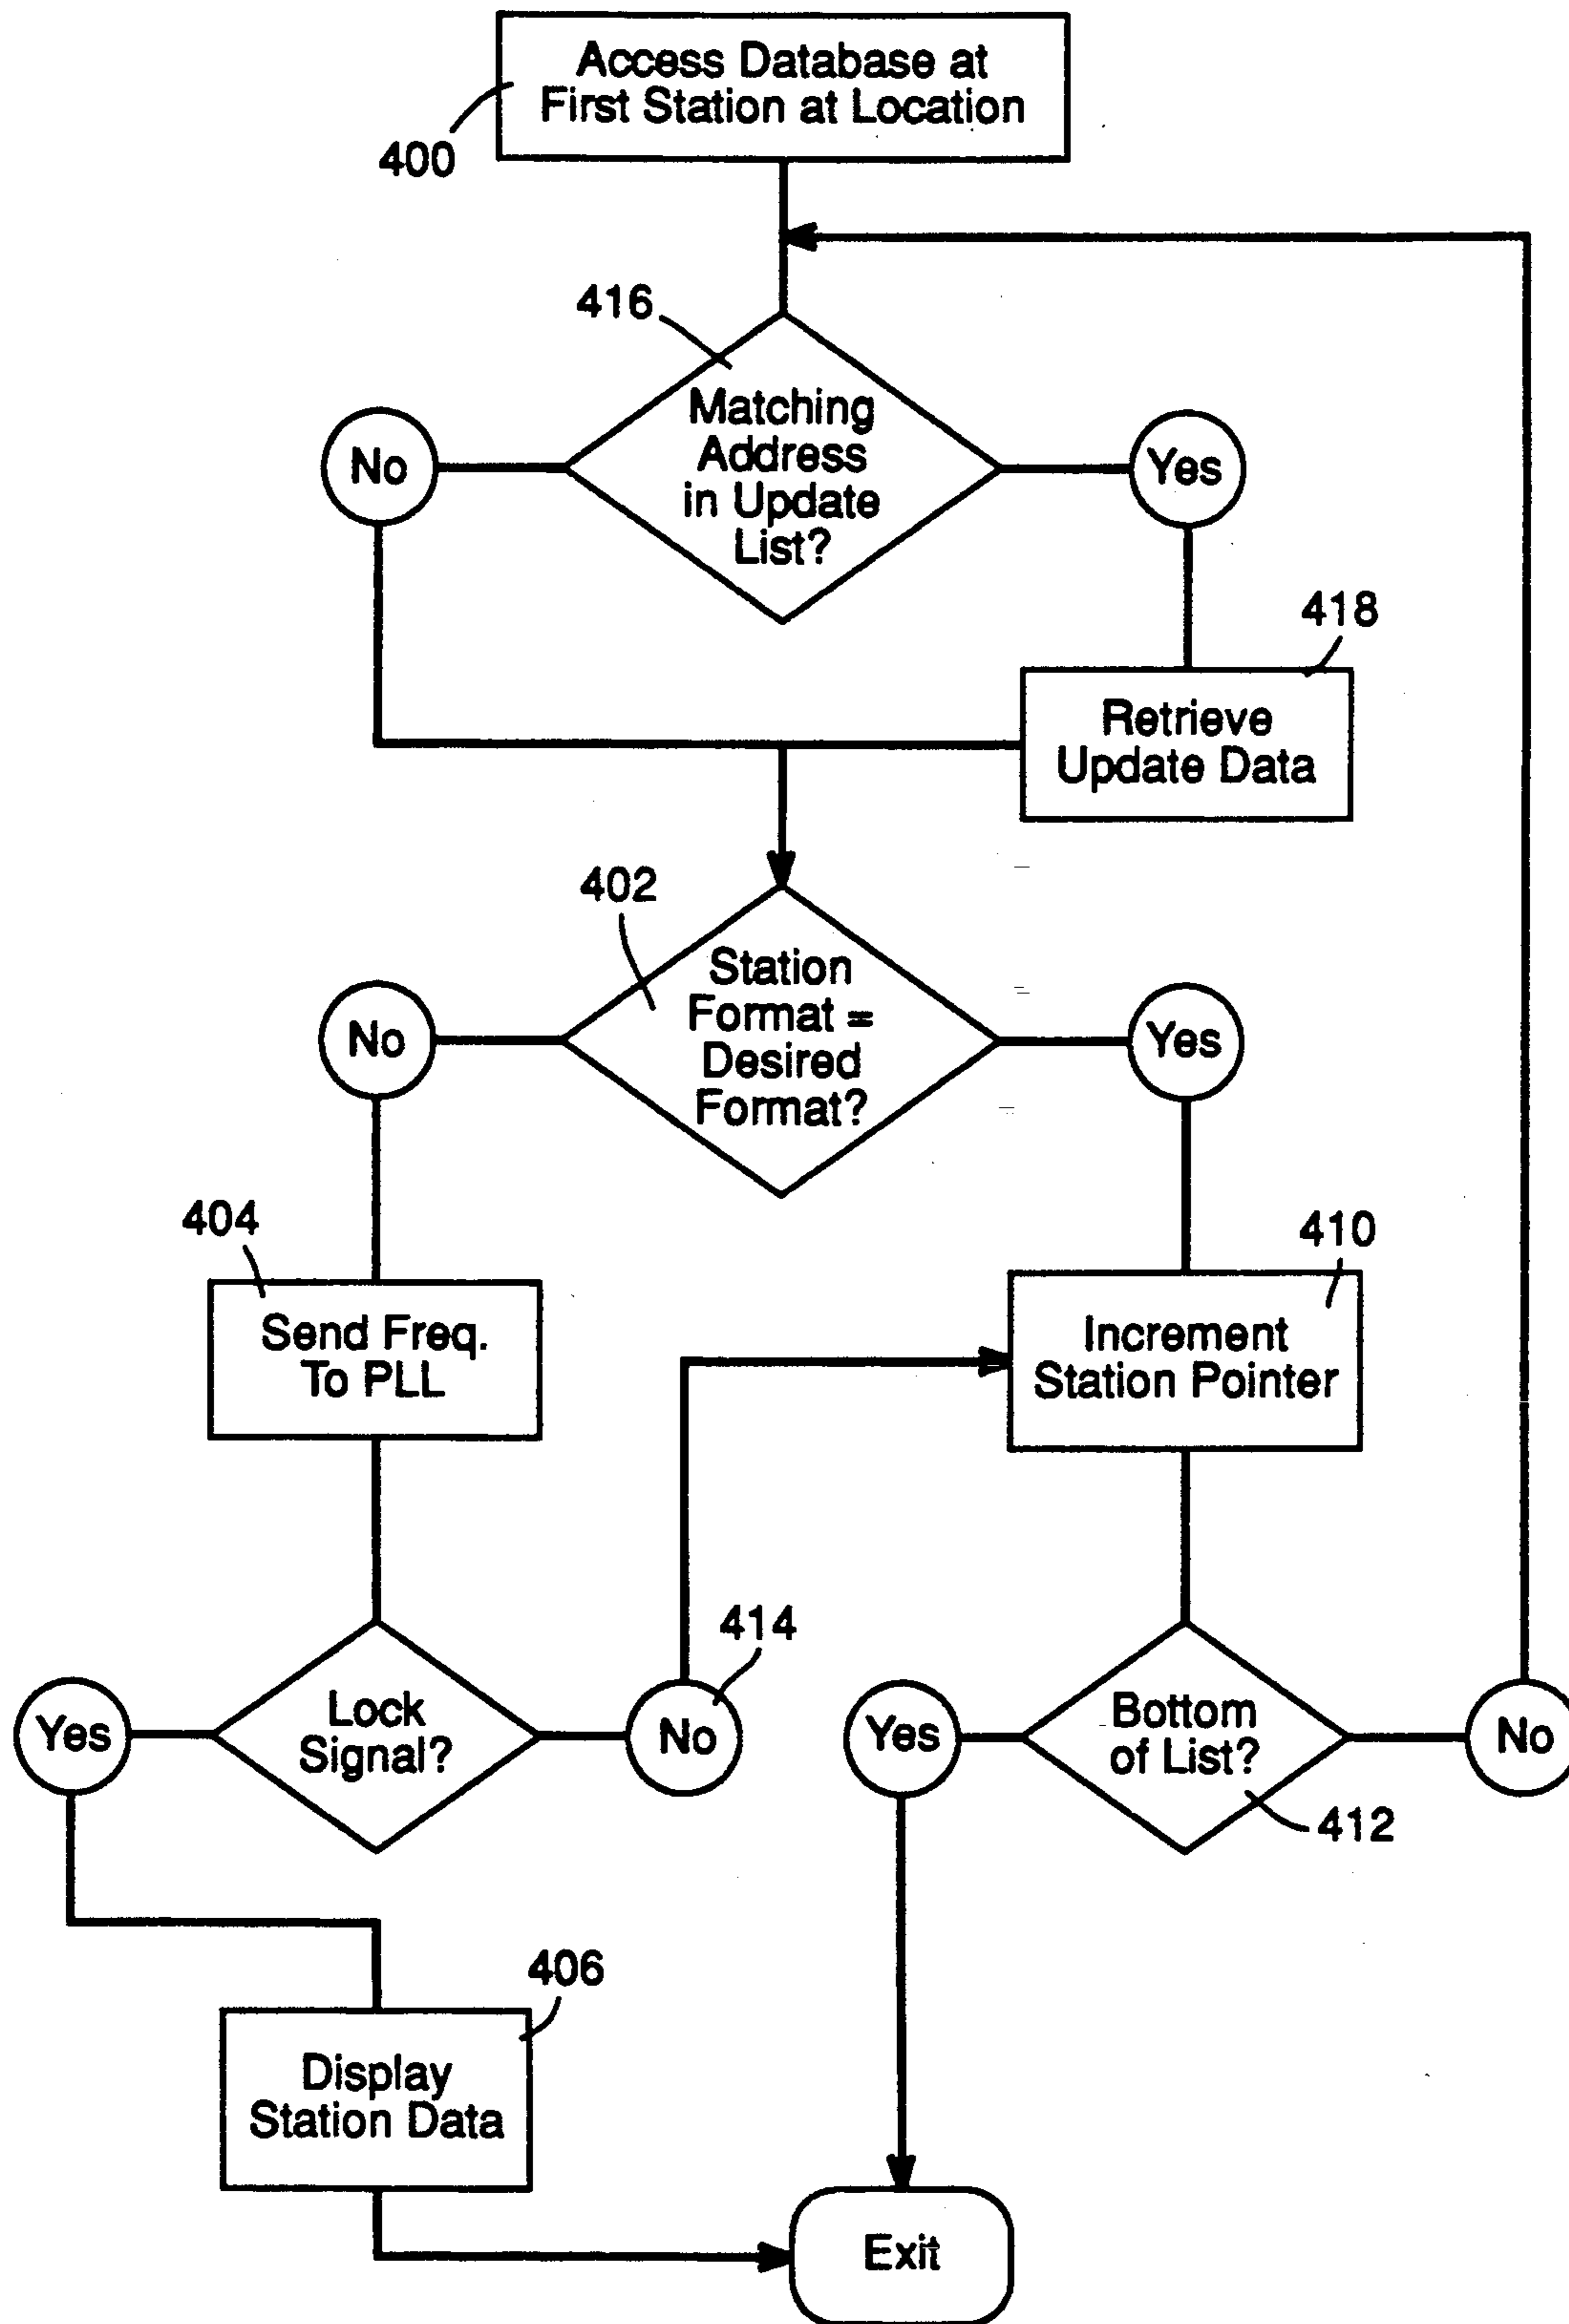 Access Database at
First Station at Location
400
416
Matching
Address
in Update
List?
No
Yes
418
Retrieve
Update Data
402
Station
Format =
Desired
Format?
No
Yes
404
Send Freq.
To PLL
410
Increment
Station Pointer
414
Lock
Signal?
Yes
No
Bottom
of List?
Yes
No
412
406
Display
Station Data
Exit